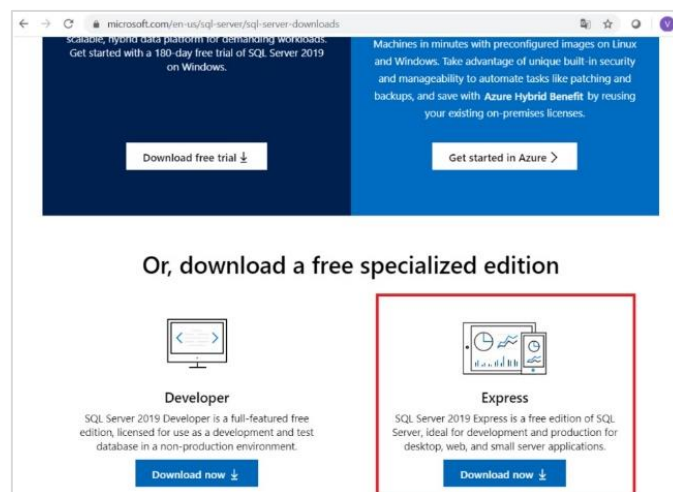 microsoft.com/en-us/sql-server/sql-server-downloads
V
scalable, hybrid data platform for demanding workloads.
Get started with a 180-day free trial of SQL Server 2019
on Windows.
Download free trial
Machines in minutes with preconfigured images on Linux
and Windows. Take advantage of unique built-in security
and manageability to automate tasks like patching and
backups, and save with Azure Hybrid Benefit by reusing
your existing on-premises licenses.
Get started in Azure
Or, download a free specialized edition
Developer
SQL Server 2019 Developer is a full-featured free
edition, licensed for use as a development and test
database in a non-production environment.
Download now
Express
SQL Server 2019 Express is a free edition of SQL
Server, ideal for development and production for
desktop, web, and small server applications.
Download now